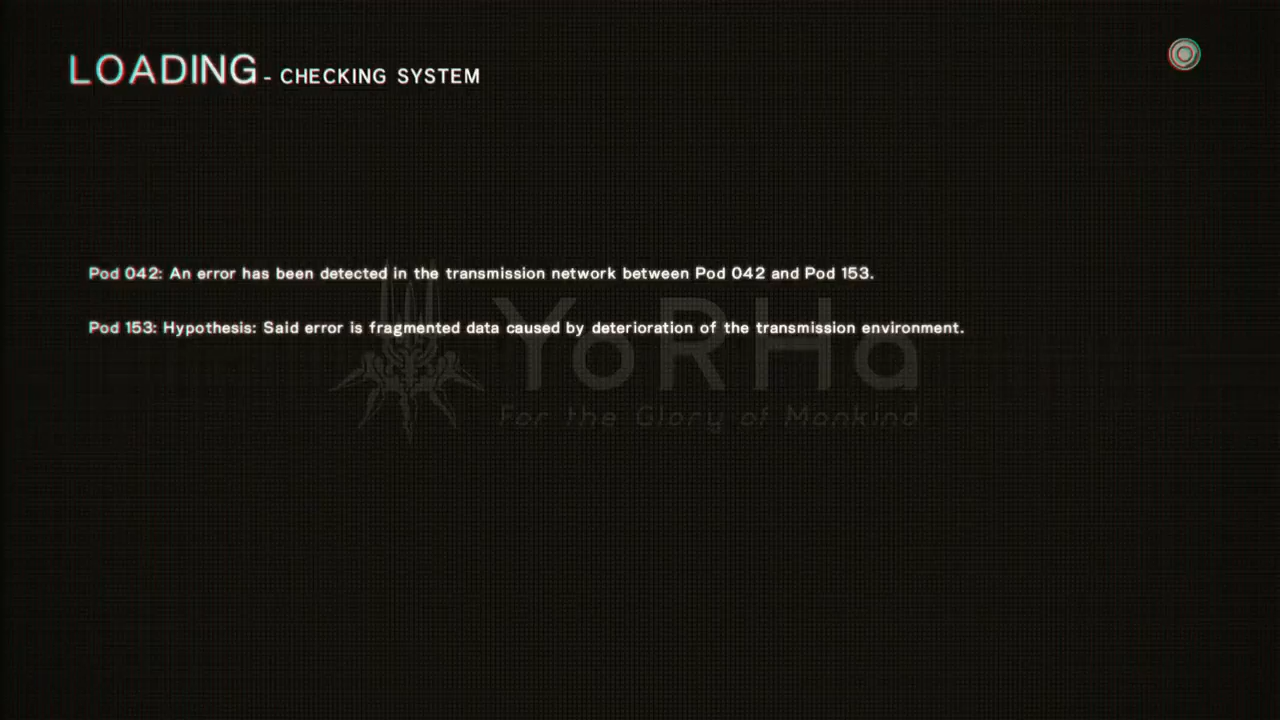 LOADING - CHECKING SYSTEM
Pod 042: An error has been detected in the transmission network between Pod 042 and Pod 153.
Pod 153: Hypothesis: Said error is fragmented data caused by deterioration of the transmission environment.
YoRHa
For the Glory of Mankind